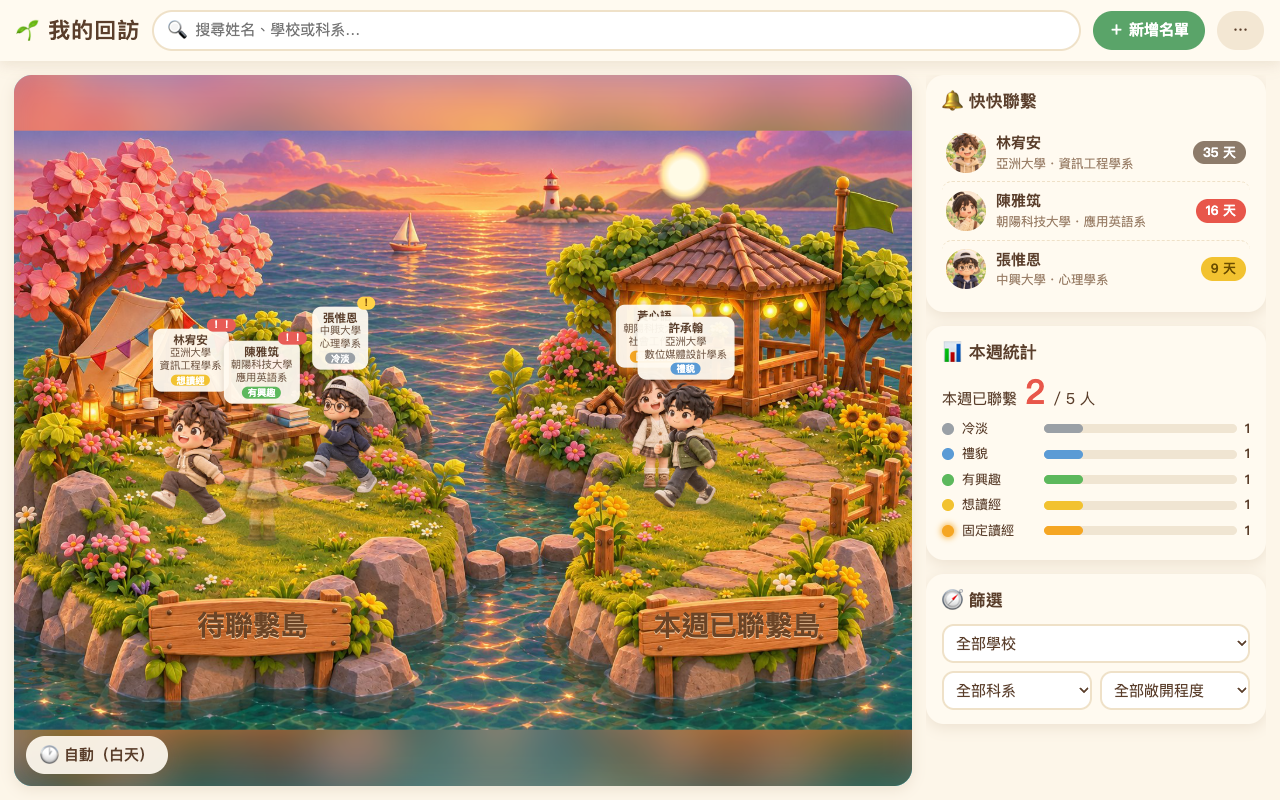 我的回訪
搜尋姓名、學校或科系…
＋ 新增名單
…
林宥安
亞洲大學
資訊工程學系
想讀經
! !
陳雅筑
朝陽科技大學
應用英語系
有興趣
! !
張惟恩
中興大學
心理學系
冷淡
!
許承翰
亞洲大學
數位媒體設計學系
禮貌
待聯繫島
本週已聯繫島
自動（白天）
快快聯繫
林宥安
亞洲大學 · 資訊工程學系
35 天
陳雅筑
朝陽科技大學 · 應用英語系
16 天
張惟恩
中興大學 · 心理學系
9 天
本週統計
本週已聯繫 2 / 5 人
冷淡 1
禮貌 1
有興趣 1
想讀經 1
固定讀經 1
篩選
全部學校
全部科系
全部敞開程度